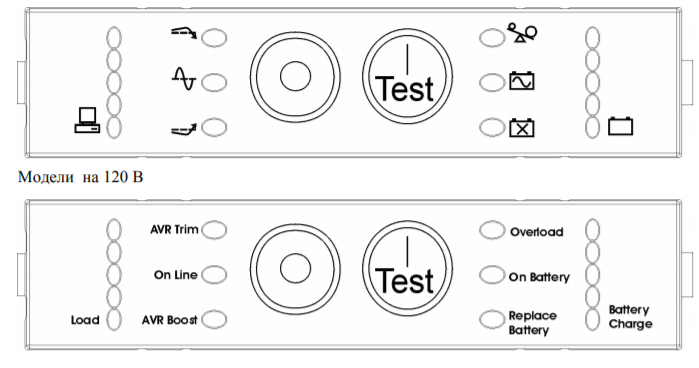 Test
Модели на 120 В
AVR Trim
On Line
Load
AVR Boost
Test
Overload
On Battery
Replace
Battery
Battery
Charge